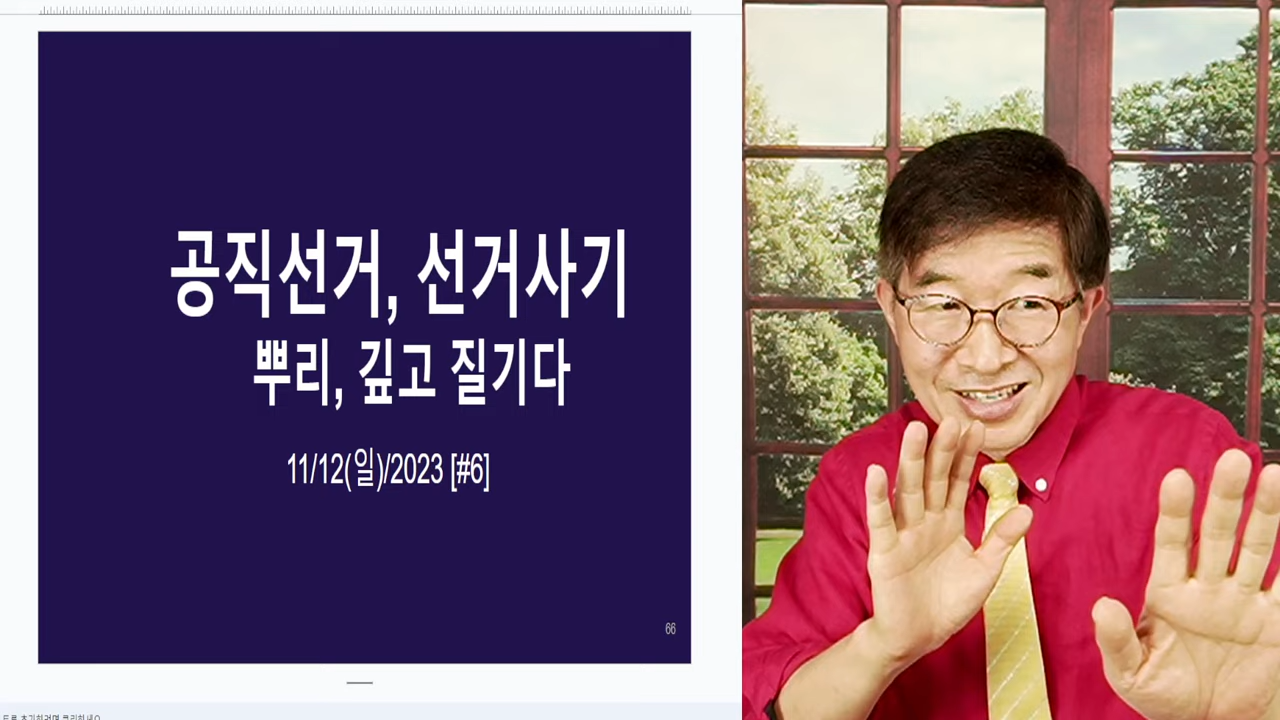 공직선거, 선거사기
뿌리, 깊고 질기다
11/12(일)/2023 [#6]
66